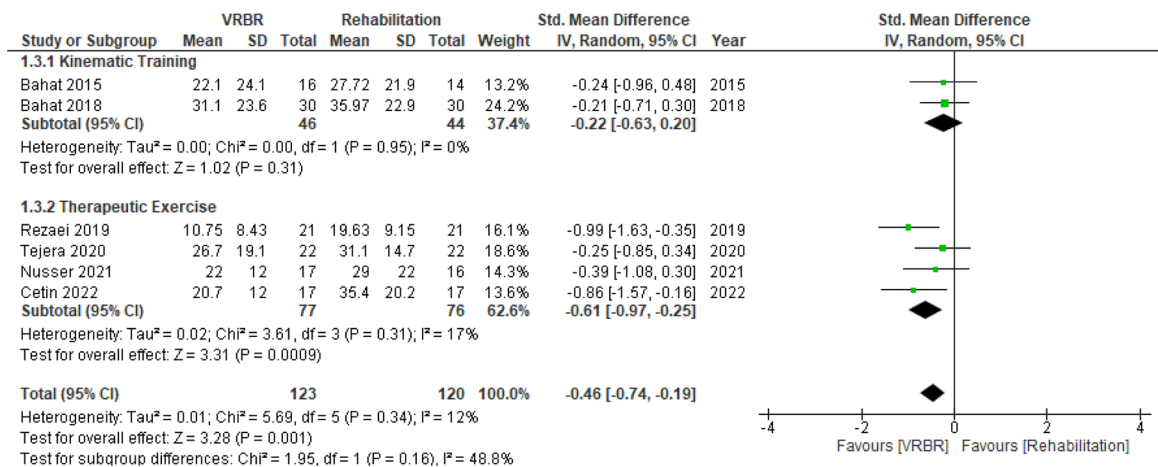 VRBR Rehabilitation Std. Mean Difference Std. Mean Difference
Study or Subgroup Mean SD Total Mean SD Total Weight IV, Random, 95% CI Year IV, Random, 95% CI
1.3.1 Kinematic Training
Bahat 2015 22.1 24.1 16 27.72 21.9 14 13.2% -0.24 [-0.96, 0.48] 2015
Bahat 2018 31.1 23.6 30 35.97 22.9 30 24.2% -0.21 [-0.71, 0.30] 2018
Subtotal (95% CI) 46 44 37.4% -0.22 [-0.63, 0.20]
Heterogeneity: Tau² = 0.00; Chi² = 0.00, df = 1 (P = 0.95); I² = 0%
Test for overall effect: Z = 1.02 (P = 0.31)
1.3.2 Therapeutic Exercise
Rezaei 2019 10.75 8.43 21 19.63 9.15 21 16.1% -0.99 [-1.63, -0.35] 2019
Tejera 2020 26.7 19.1 22 31.1 14.7 22 18.6% -0.25 [-0.85, 0.34] 2020
Nusser 2021 22 12 17 29 22 16 14.3% -0.39 [-1.08, 0.30] 2021
Cetin 2022 20.7 12 17 35.4 20.2 17 13.6% -0.86 [-1.57, -0.16] 2022
Subtotal (95% CI) 77 76 62.6% -0.61 [-0.97, -0.25]
Heterogeneity: Tau² = 0.02; Chi² = 3.61, df = 3 (P = 0.31); I² = 17%
Test for overall effect: Z = 3.31 (P = 0.0009)
Total (95% CI) 123 120 100.0% -0.46 [-0.74, -0.19]
Heterogeneity: Tau² = 0.01; Chi² = 5.69, df = 5 (P = 0.34); I² = 12%
Test for overall effect: Z = 3.28 (P = 0.001)
Test for subgroup differences: Chi² = 1.95, df = 1 (P = 0.16), I² = 48.8%
-4 -2 0 2 4
Favours [VRBR] Favours [Rehabilitation]